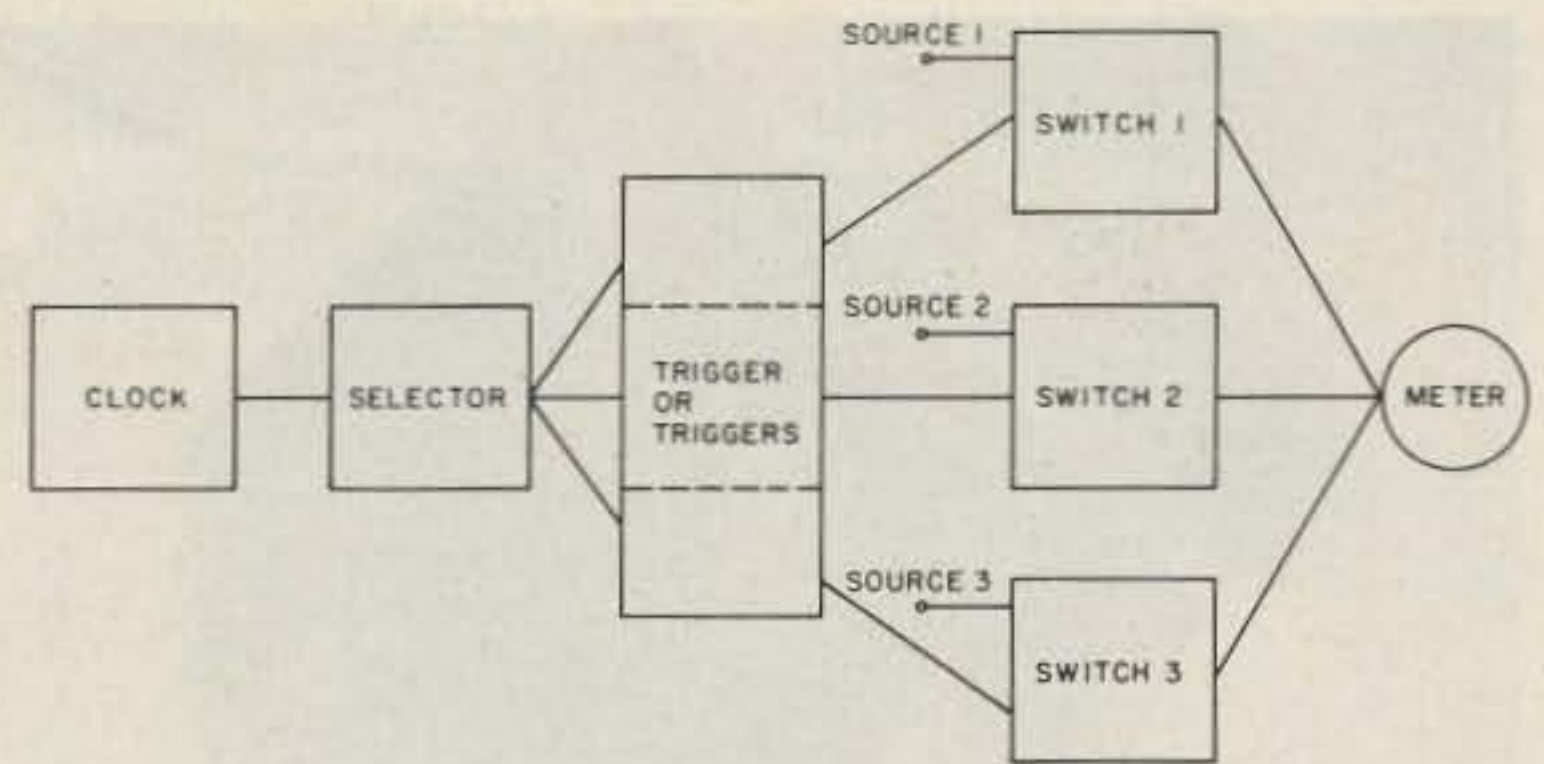 SOURCE 1
SWITCH 1
SOURCE 2
CLOCK
SELECTOR
TRIGGER
OR
TRIGGERS
SWITCH 2
METER
SOURCE 3
SWITCH 3